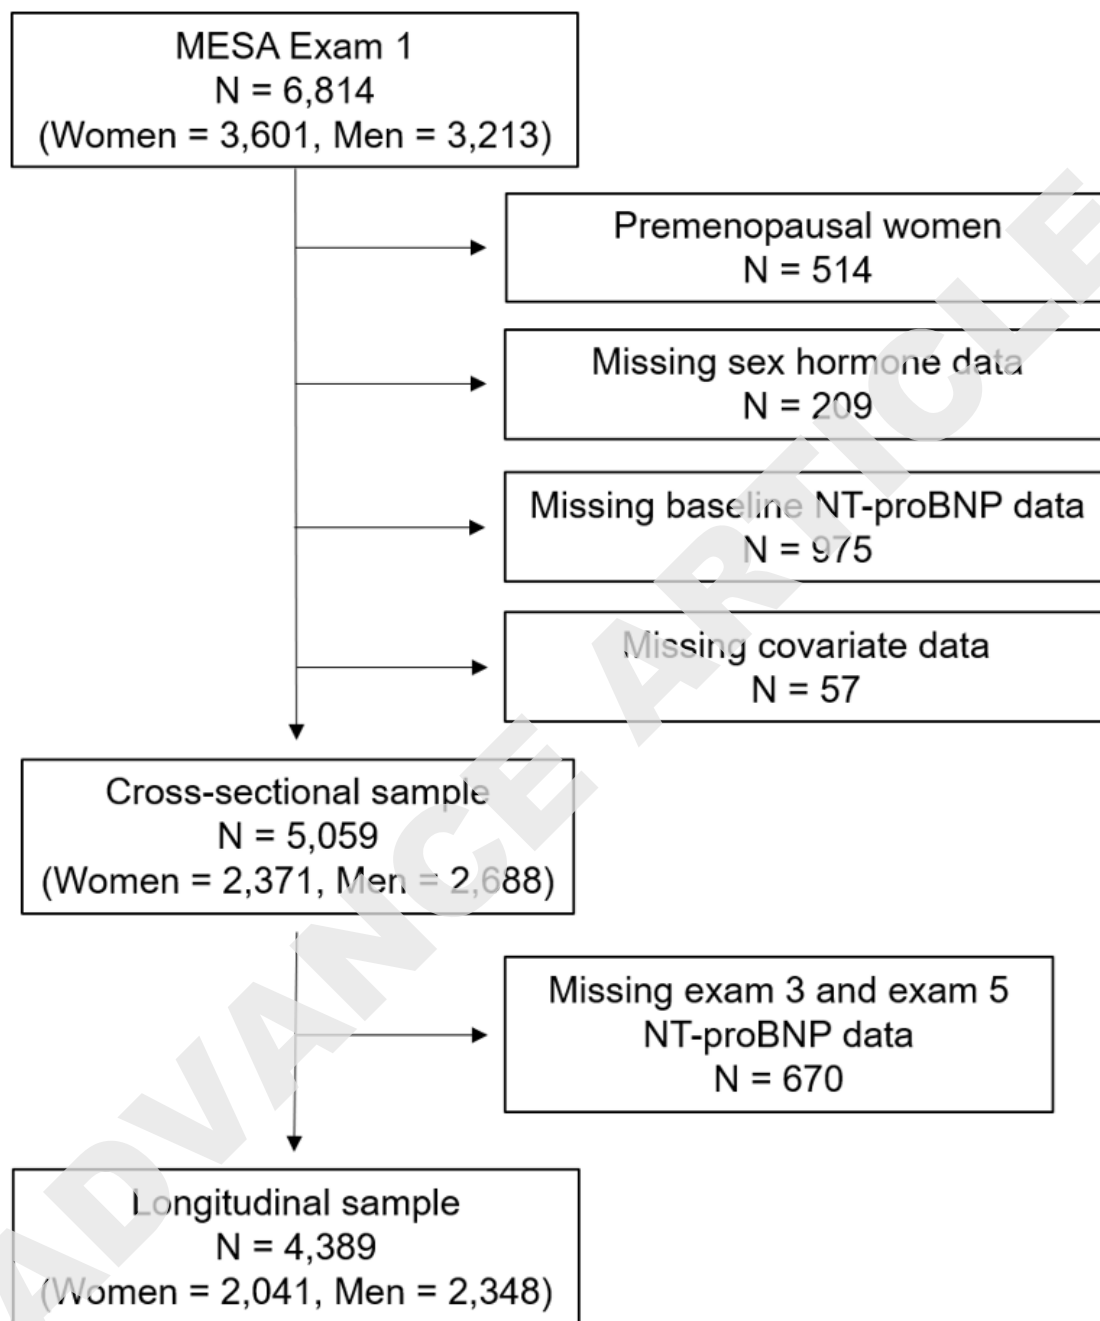 MESA Exam 1
N = 6,814
(Women = 3,601, Men = 3,213)
Premenopausal women
N = 514
Missing sex hormone data
N = 209
Missing baseline NT-proBNP data
N = 975
Missing covariate data
N = 57
Cross-sectional sample
N = 5,059
(Women = 2,371, Men = 2,688)
Missing exam 3 and exam 5
NT-proBNP data
N = 670
Longitudinal sample
N = 4,389
(Women = 2,041, Men = 2,348)
ADVANCE ARTICLE